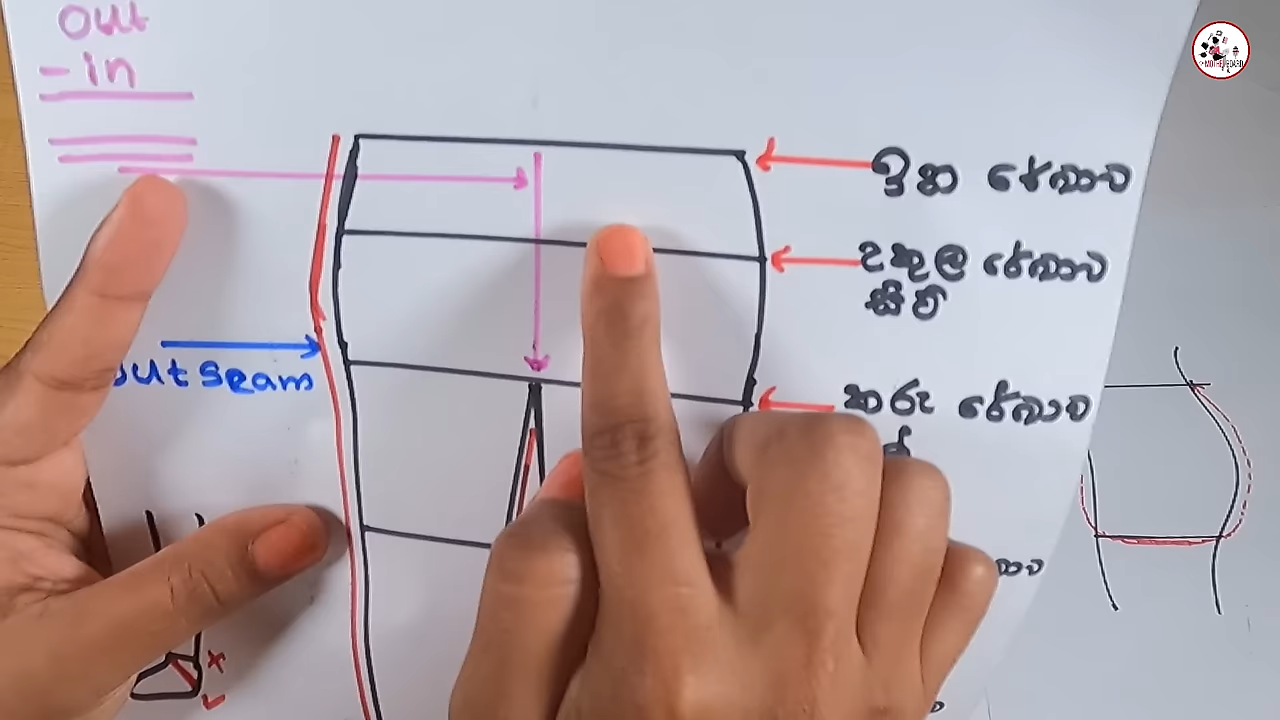 out
- in
ඉන රේඛාව
උකුල රේඛාව
සීට්
out seam
කරු රේඛාව